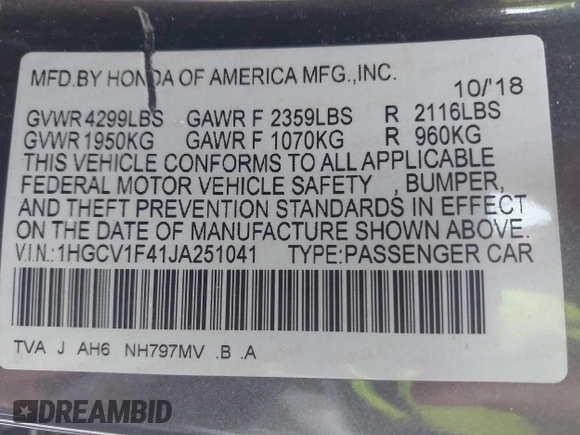 MFD.BY HONDA OF AMERICA MFG.,INC.
10/'18
GVWR 4299LBS GAWR F 2359LBS R 2116LBS
GVWR 1950KG GAWR F 1070KG R 960KG
THIS VEHICLE CONFORMS TO ALL APPLICABLE
FEDERAL MOTOR VEHICLE SAFETY , BUMPER,
AND THEFT PREVENTION STANDARDS IN EFFECT
ON THE DATE OF MANUFACTURE SHOWN ABOVE.
V.I.N.:1HGCV1F41JA251041 TYPE:PASSENGER CAR
TVA J AH6 NH797MV .B .A
DREAMBID